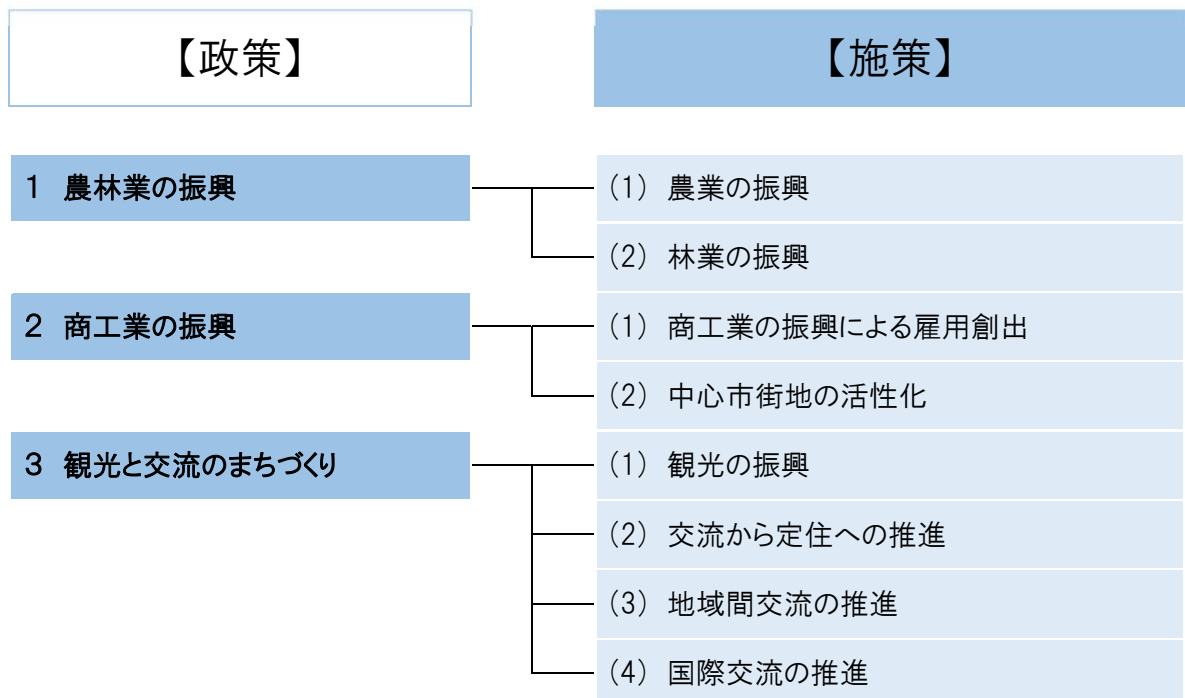 【政策】
【施策】
1 農林業の振興
(1) 農業の振興
(2) 林業の振興
2 商工業の振興
(1) 商工業の振興による雇用創出
(2) 中心市街地の活性化
3 観光と交流のまちづくり
(1) 観光の振興
(2) 交流から定住への推進
(3) 地域間交流の推進
(4) 国際交流の推進